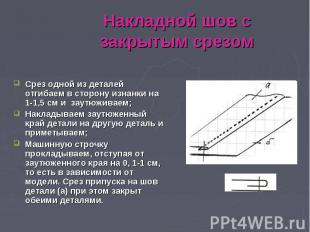 Накладной шов с
закрытым срезом
Срез одной из деталей
отгибаем в сторону изнанки на
1-1,5 см и заутюживаем;
Накладываем заутюженный
край детали на другую деталь и
приметываем;
Машинную строчку
прокладываем, отступая от
заутюженного края на 0, 1-1 см,
то есть в зависимости от
модели. Срез припуска на шов
детали (а) при этом закрыт
обеими деталями.
PPt4WEB.ru